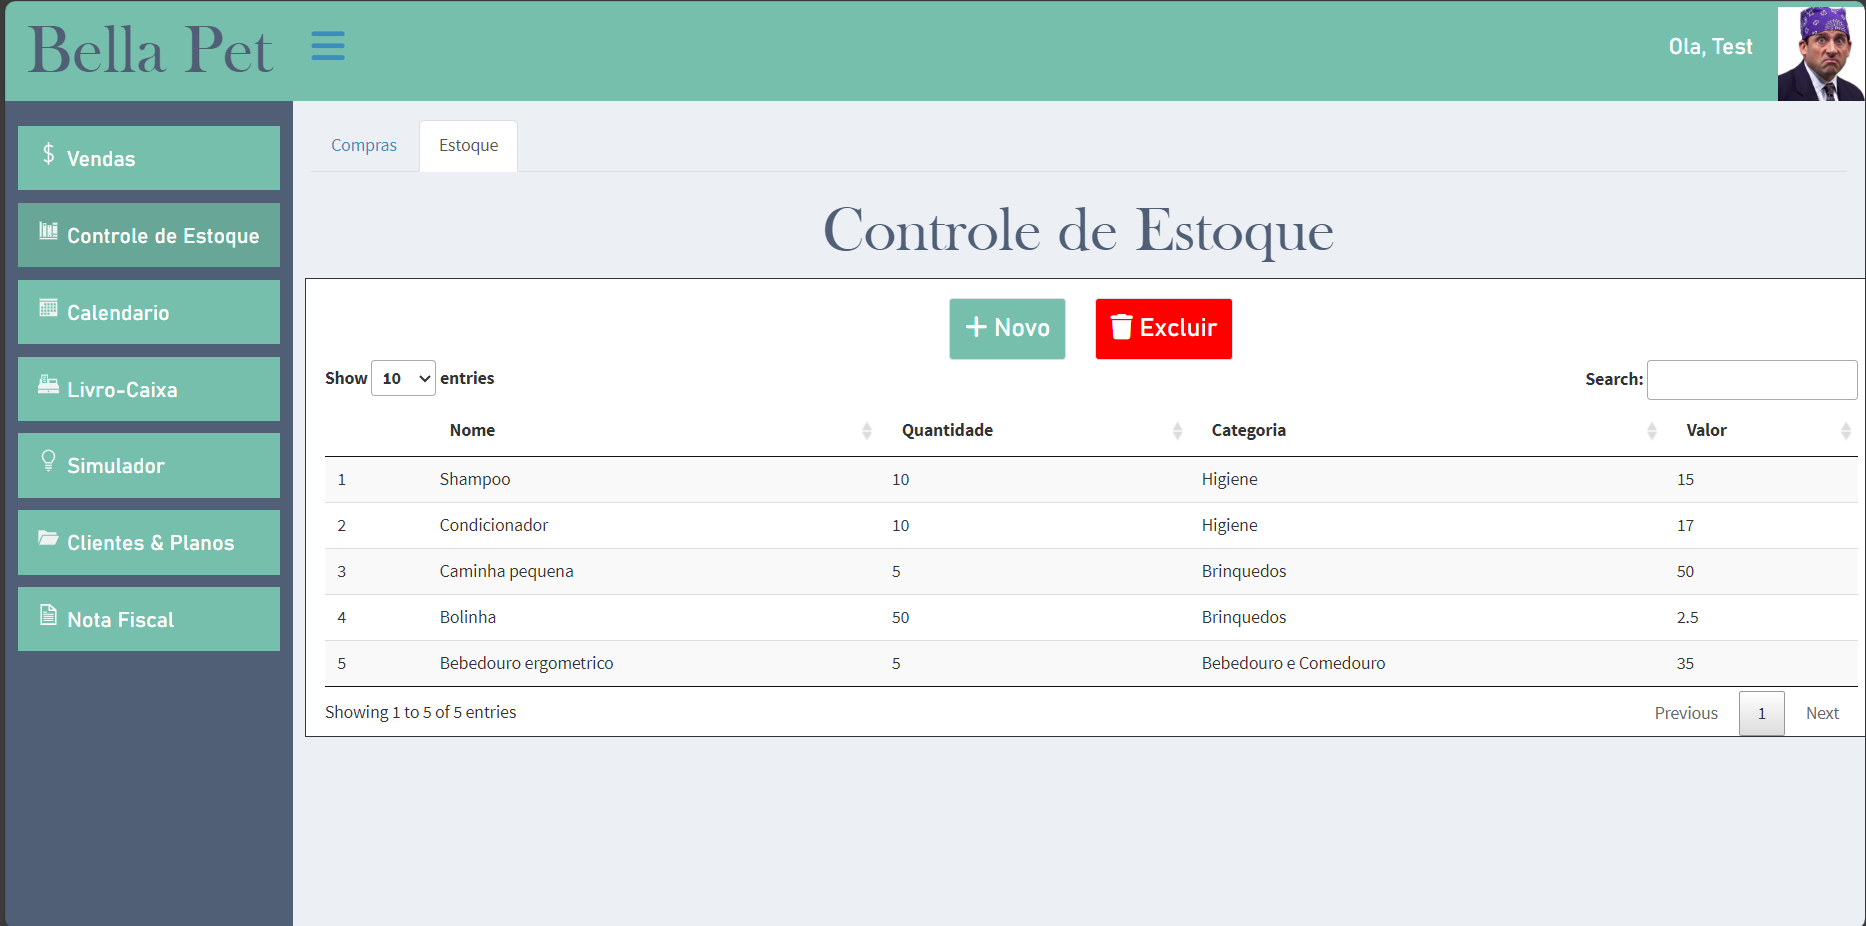 Bella Pet
Ola, Test
$ Vendas
Controle de Estoque
Calendario
Livro-Caixa
Simulador
Clientes & Planos
Nota Fiscal
Compras Estoque
Controle de Estoque
+ Novo Excluir
Show 10 entries Search:
Nome Quantidade Categoria Valor
1 Shampoo 10 Higiene 15
2 Condicionador 10 Higiene 17
3 Caminha pequena 5 Brinquedos 50
4 Bolinha 50 Brinquedos 2.5
5 Bebedouro ergometrico 5 Bebedouro e Comedouro 35
Showing 1 to 5 of 5 entries Previous 1 Next